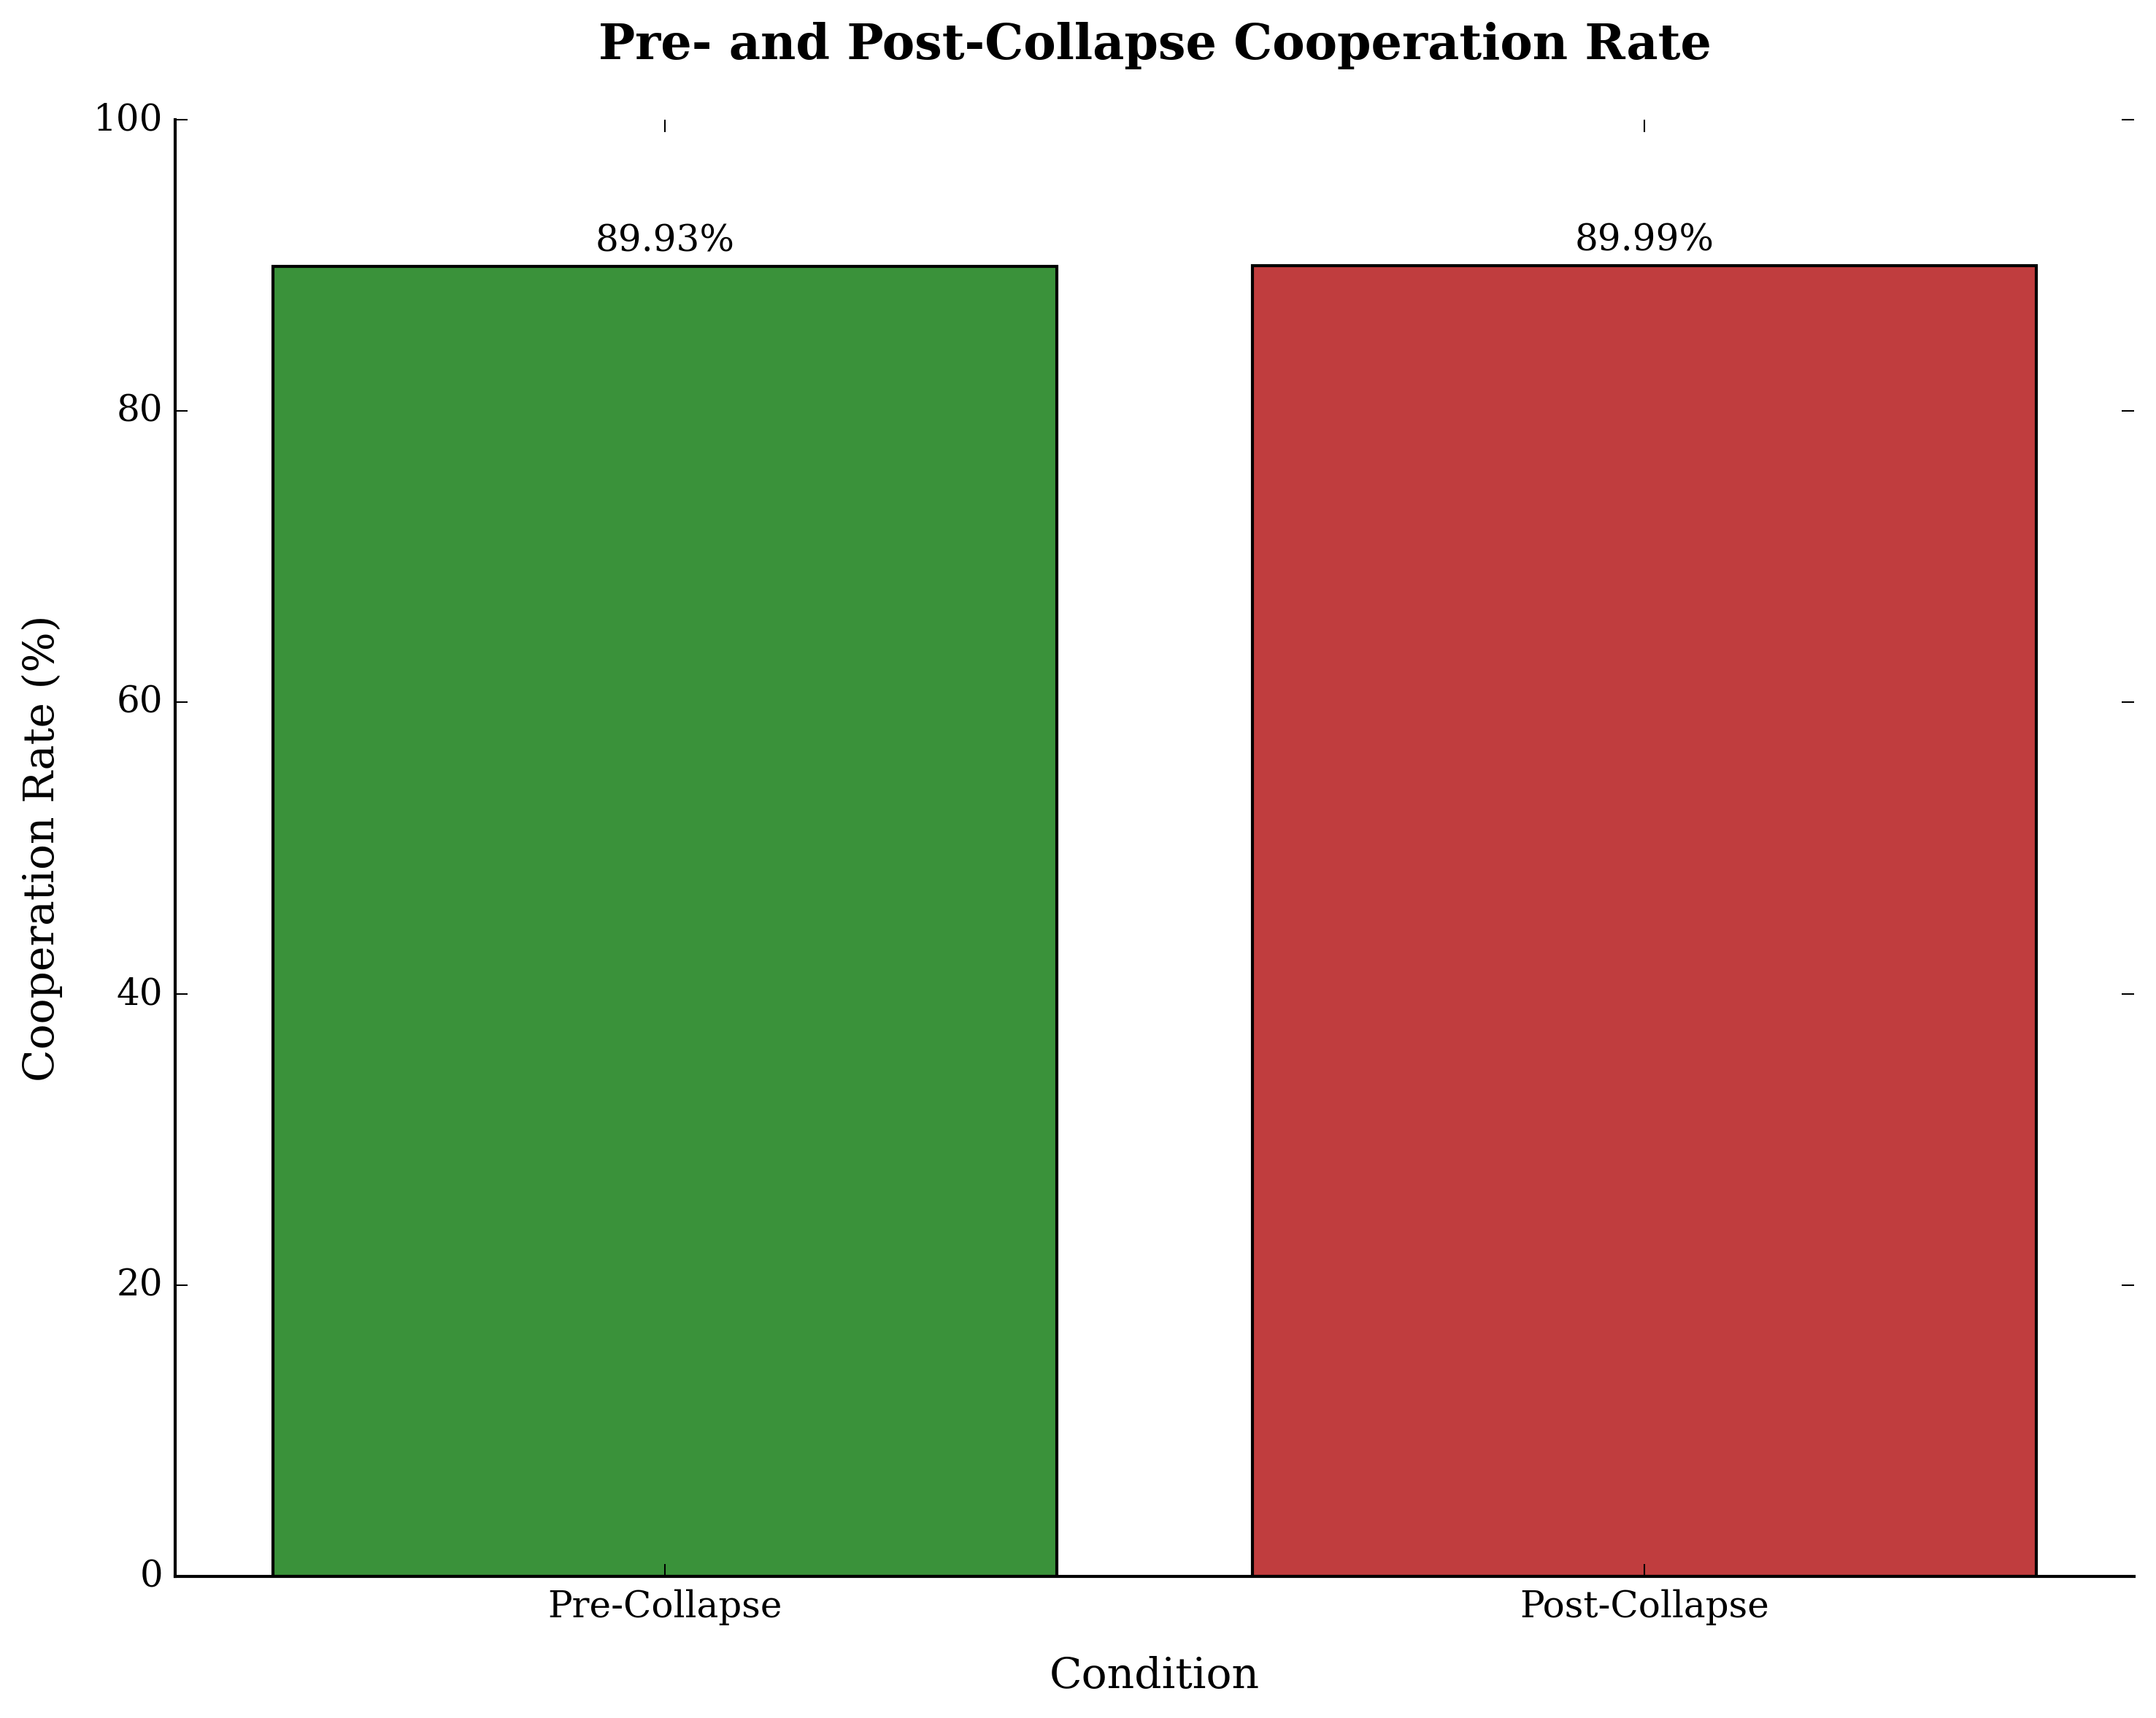 Pre- and Post-Collapse Cooperation Rate
100
80
60
40
20
0
Cooperation Rate (%)
89.93%
89.99%
Pre-Collapse
Post-Collapse
Condition